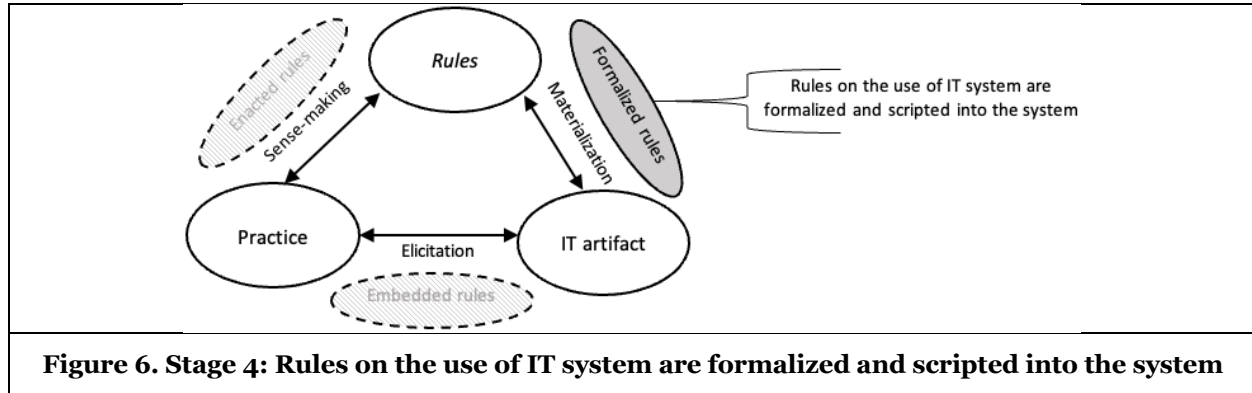 Rules
Enacted rules
Sense-making
Materialization
Formalized rules
Rules on the use of IT system are
formalized and scripted into the system
Practice
Elicitation
IT artifact
Embedded rules
Figure 6. Stage 4: Rules on the use of IT system are formalized and scripted into the system